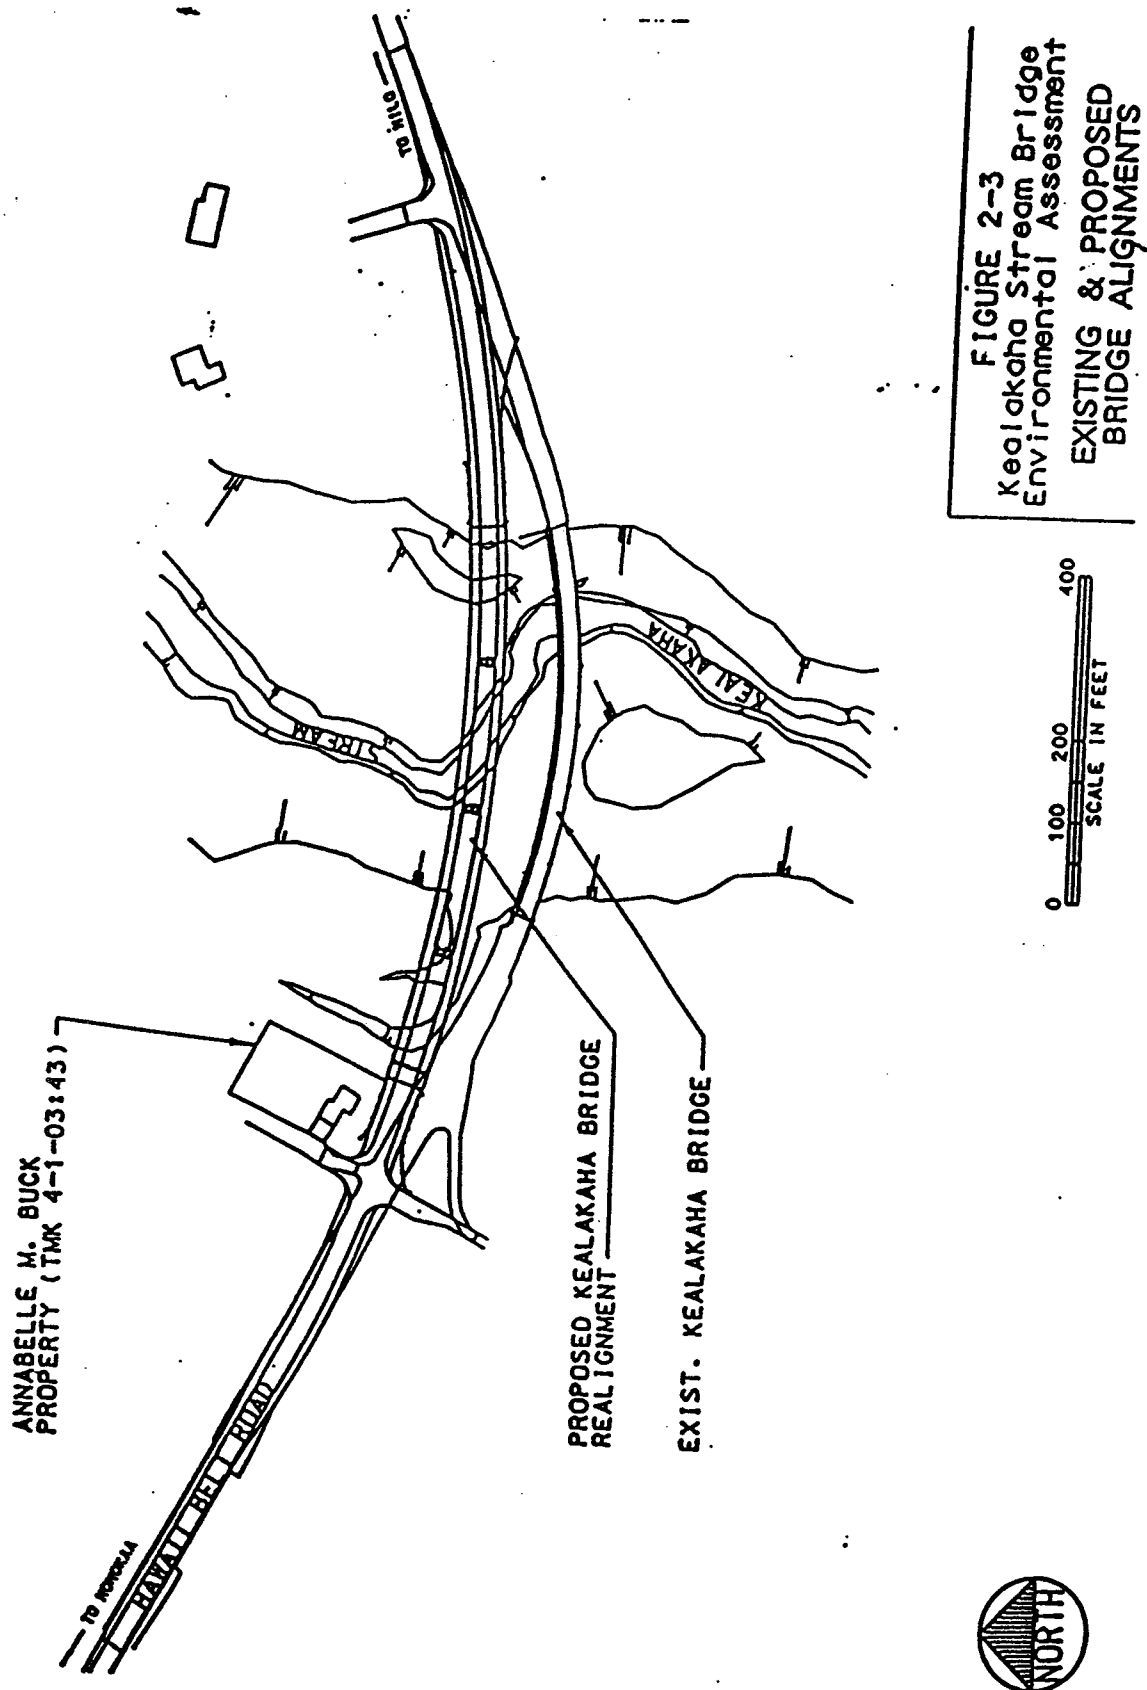 ANNABELLE M. BUCK
PROPERTY (TMK 4-1-03:43)
TO HONOKAA
HAWAII BELT ROAD
STREAM
KEALAKAHA
TO HILO
PROPOSED KEALAKAHA BRIDGE
REALIGNMENT
EXIST. KEALAKAHA BRIDGE
NORTH
0 100 200 400
SCALE IN FEET
FIGURE 2-3
Kealakaha Stream Bridge
Environmental Assessment
EXISTING & PROPOSED
BRIDGE ALIGNMENTS